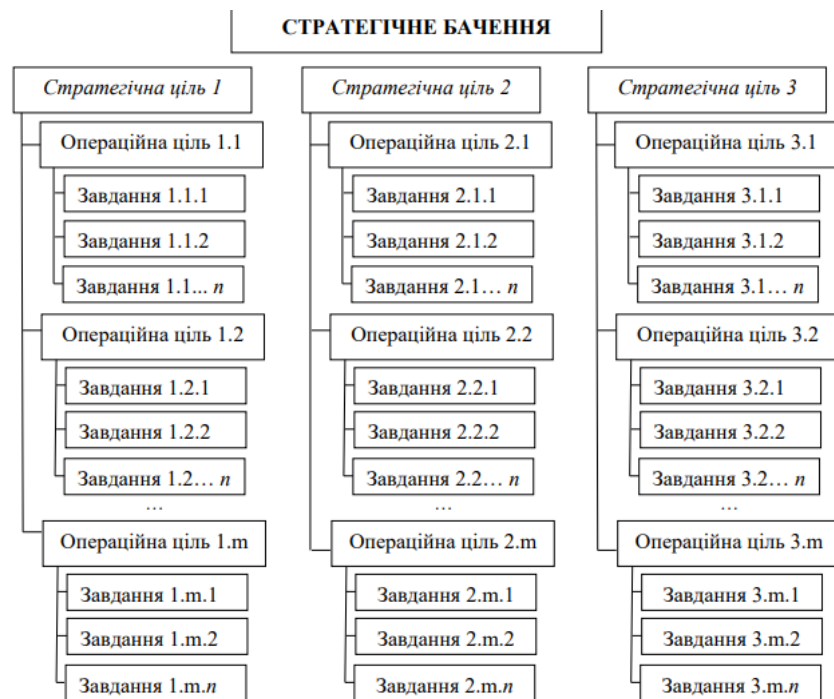 СТРАТЕГІЧНЕ БАЧЕННЯ
Стратегічна ціль 1
Операційна ціль 1.1
Завдання 1.1.1
Завдання 1.1.2
Завдання 1.1... n
Операційна ціль 1.2
Завдання 1.2.1
Завдання 1.2.2
Завдання 1.2… n
…
Операційна ціль 1.m
Завдання 1.m.1
Завдання 1.m.2
Завдання 1.m.n
Стратегічна ціль 2
Операційна ціль 2.1
Завдання 2.1.1
Завдання 2.1.2
Завдання 2.1… n
Операційна ціль 2.2
Завдання 2.2.1
Завдання 2.2.2
Завдання 2.2… n
…
Операційна ціль 2.m
Завдання 2.m.1
Завдання 2.m.2
Завдання 2.m.n
Стратегічна ціль 3
Операційна ціль 3.1
Завдання 3.1.1
Завдання 3.1.2
Завдання 3.1… n
Операційна ціль 3.2
Завдання 3.2.1
Завдання 3.2.2
Завдання 3.2… n
…
Операційна ціль 3.m
Завдання 3.m.1
Завдання 3.m.2
Завдання 3.m.n